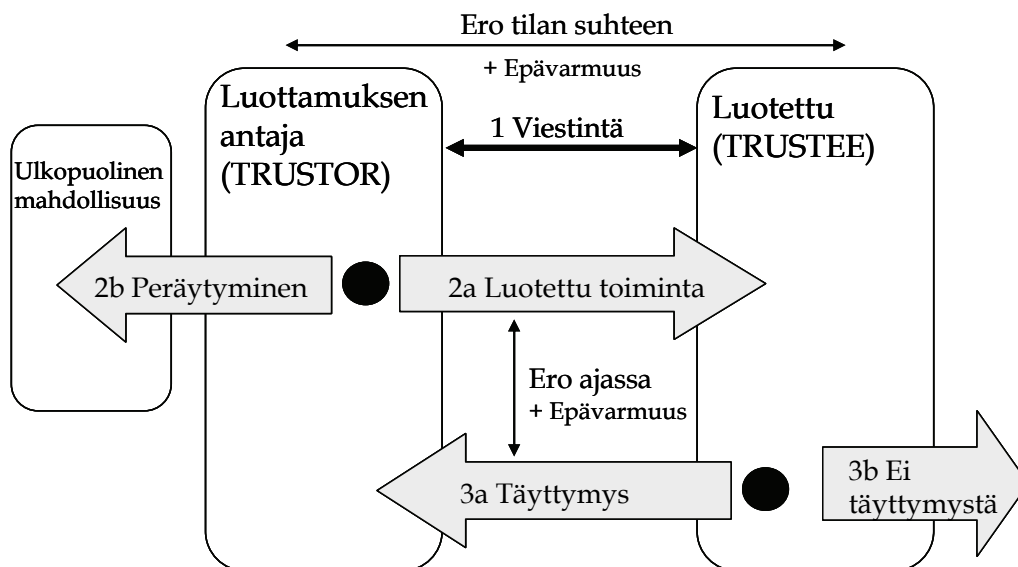 Ero tilan suhteen
+ Epävarmuus
Luottamuksen
antaja
(TRUSTOR)
1 Viestintä
Luotettu
(TRUSTEE)
Ulkopuolinen
mahdollisuus
2b Peräytyminen
2a Luotettu toiminta
Ero ajassa
+ Epävarmuus
3a Täyttymys
3b Ei
täyttymystä